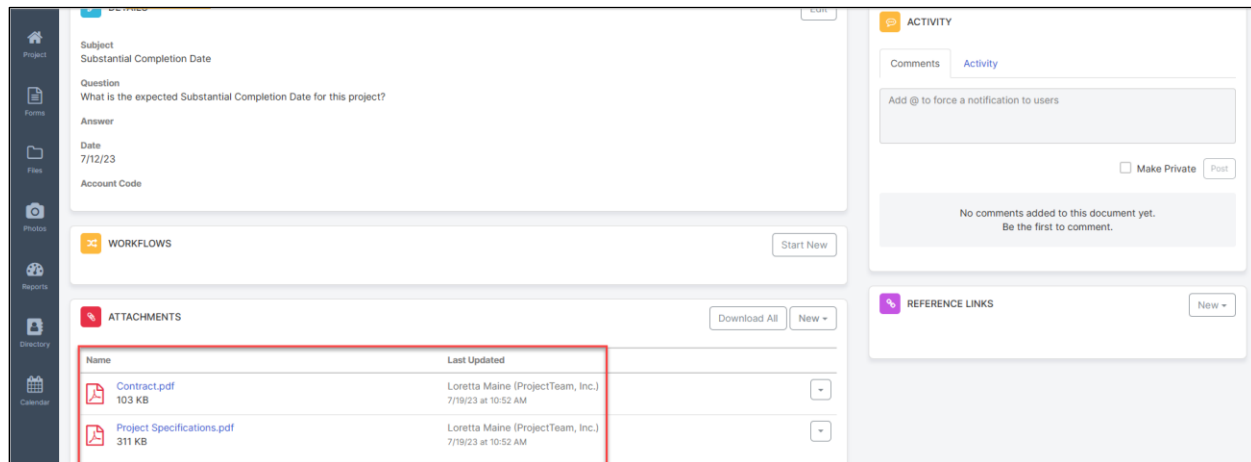 Project
Forms
Files
Photos
Reports
Directory
Calendar
DETAILS
Edit
Subject
Substantial Completion Date
Question
What is the expected Substantial Completion Date for this project?
Answer
Date
7/12/23
Account Code
WORKFLOWS
Start New
ATTACHMENTS
Download All
New
Name
Last Updated
Contract.pdf
103 KB
Loretta Maine (ProjectTeam, Inc.)
7/19/23 at 10:52 AM
Project Specifications.pdf
311 KB
Loretta Maine (ProjectTeam, Inc.)
7/19/23 at 10:52 AM
ACTIVITY
Comments
Activity
Add @ to force a notification to users
Make Private
Post
No comments added to this document yet.
Be the first to comment.
REFERENCE LINKS
New